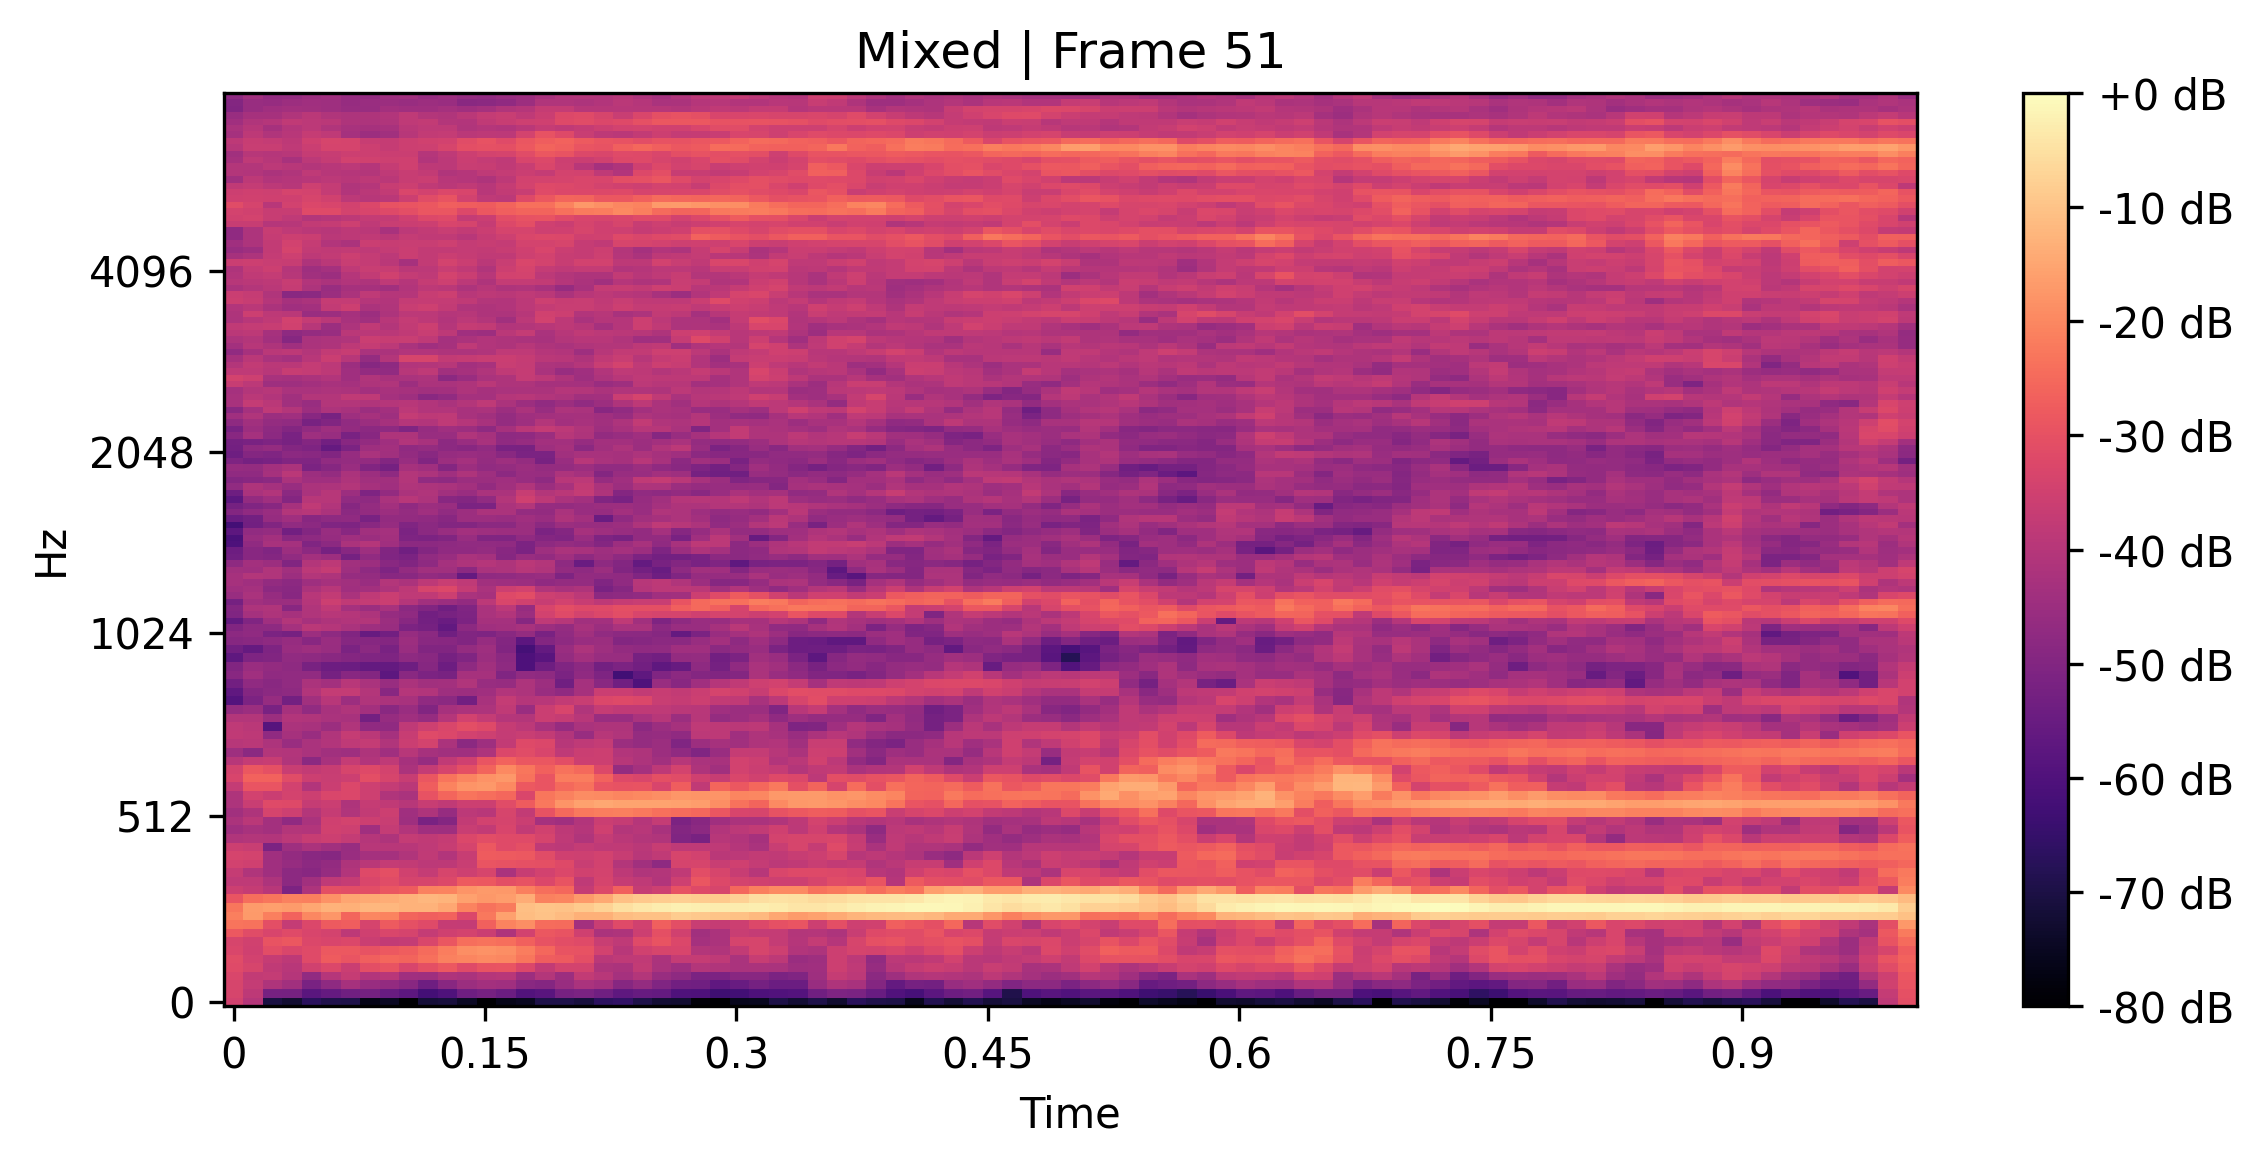 Mixed | Frame 51
+0 dB
-10 dB
-20 dB
-30 dB
-40 dB
-50 dB
-60 dB
-70 dB
-80 dB
Hz
4096
2048
1024
512
0
0 0.15 0.3 0.45 0.6 0.75 0.9
Time